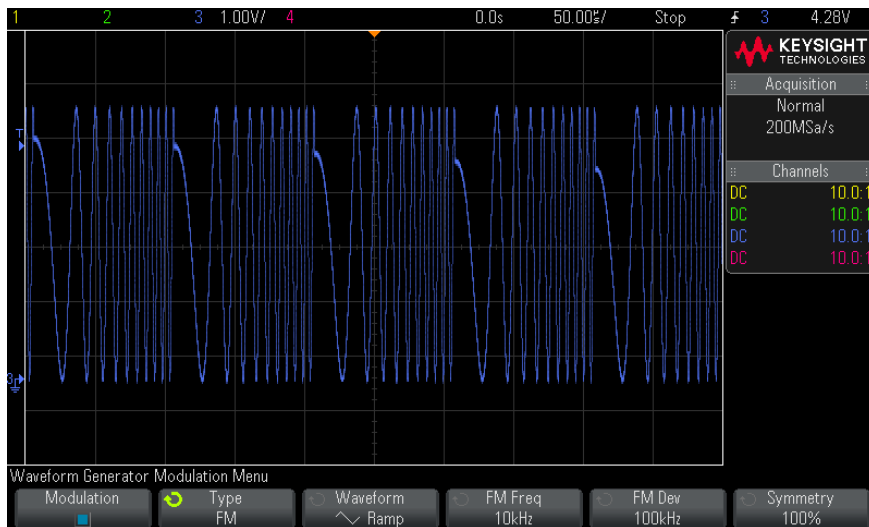 1 2 3 1.00V/ 4 0.0s 50.00µs/ Stop 3 4.28V
KEYSIGHT
TECHNOLOGIES
Acquisition
Normal
200MSa/s
Channels
DC 10.0:1
DC 10.0:1
DC 10.0:1
DC 10.0:1
T
3
Waveform Generator Modulation Menu
Modulation Type Waveform FM Freq FM Dev Symmetry
FM Ramp 10kHz 100kHz 100%